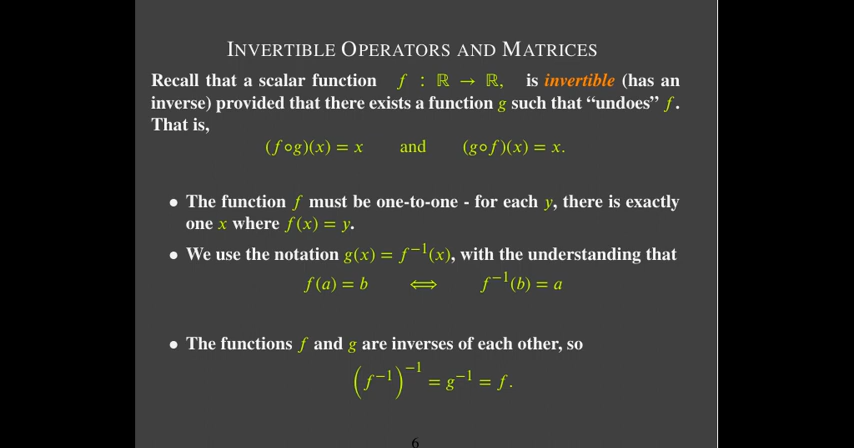 INVERTIBLE OPERATORS AND MATRICES
Recall that a scalar function f : ℝ → ℝ, is invertible (has an
inverse) provided that there exists a function g such that “undoes” f.
That is,
(f∘g)(x) = x and (g∘f)(x) = x.
• The function f must be one-to-one - for each y, there is exactly
one x where f(x) = y.
• We use the notation g(x) = f⁻¹(x), with the understanding that
f(a) = b ⟺ f⁻¹(b) = a
• The functions f and g are inverses of each other, so
(f⁻¹)⁻¹ = g⁻¹ = f.
6